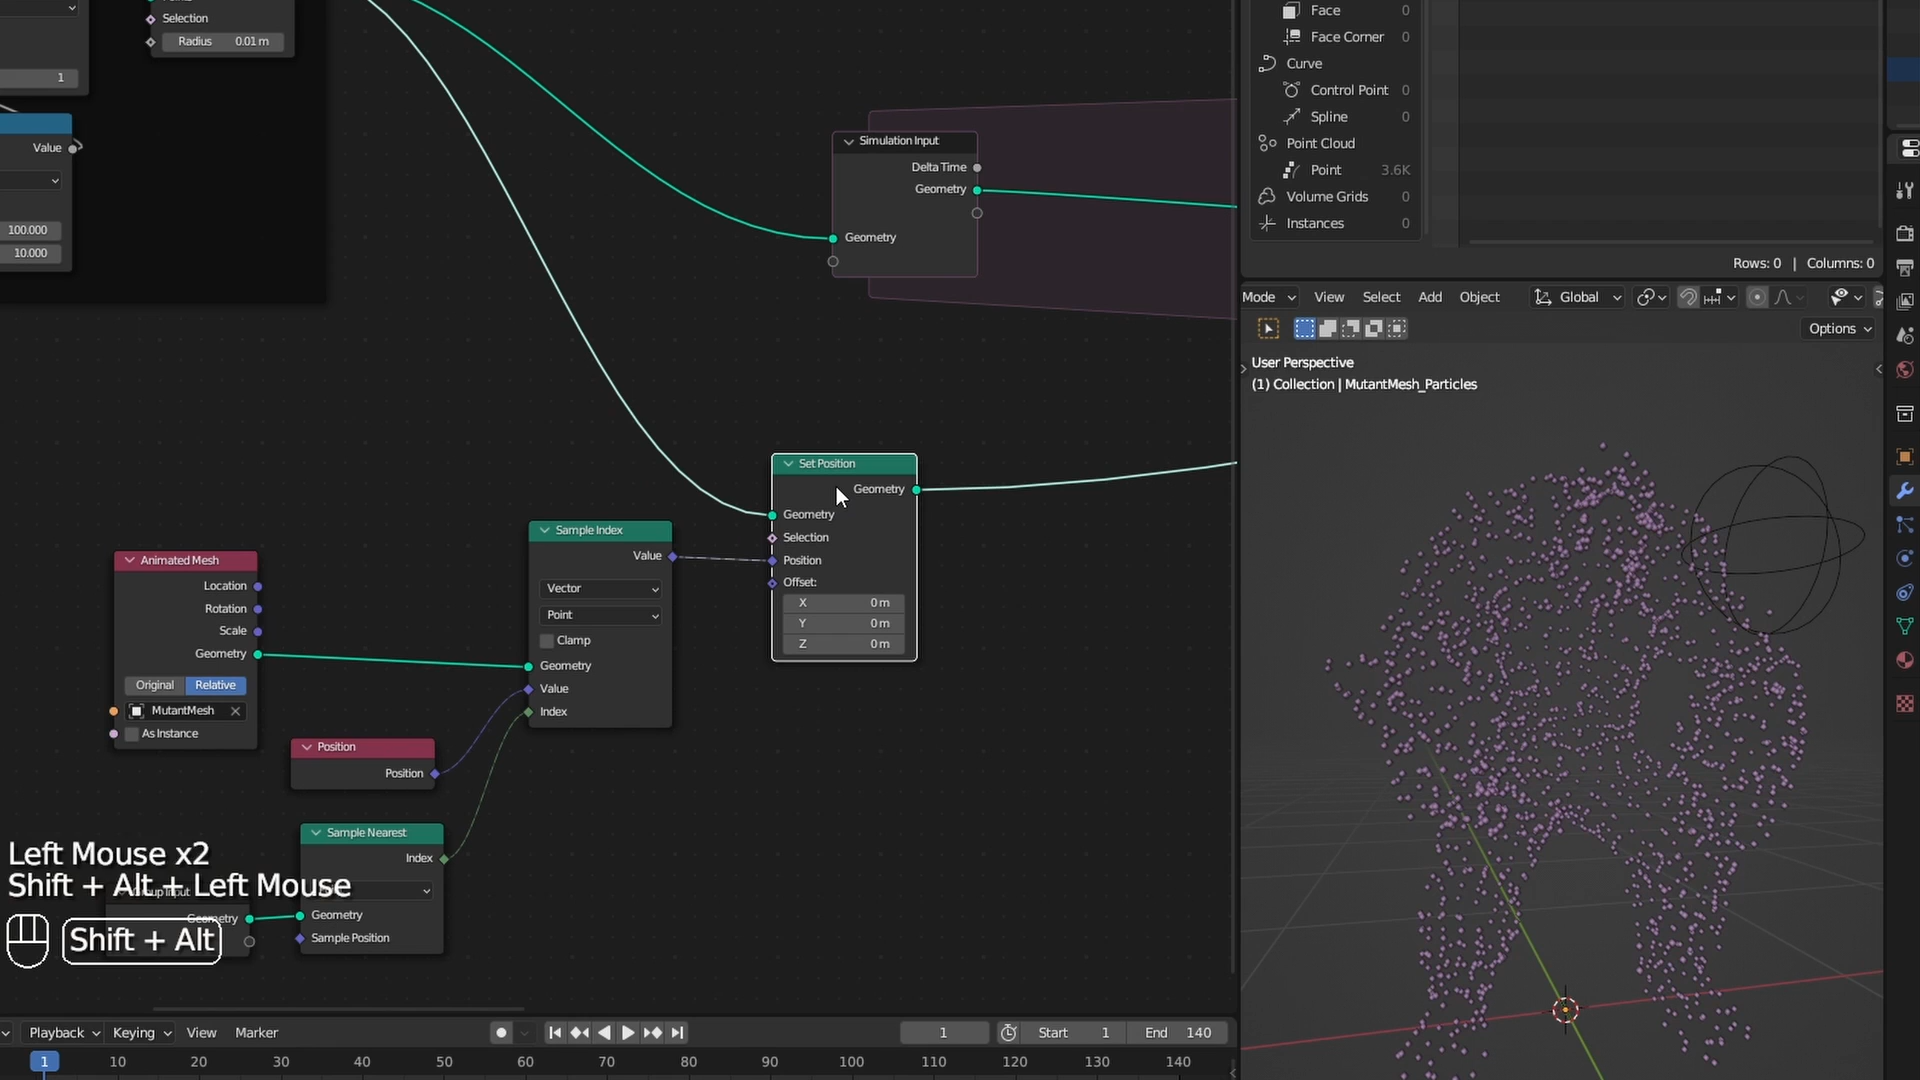 Selection
Radius 0.01 m
1
Value
100.000
10.000
Simulation Input
Delta Time
Geometry
Geometry
Set Position
Geometry
Geometry
Selection
Position
Offset:
X 0 m
Y 0 m
Z 0 m
Sample Index
Value
Vector
Point
Clamp
Geometry
Value
Index
Animated Mesh
Location
Rotation
Scale
Geometry
Original Relative
MutantMesh
As Instance
Position
Position
Sample Nearest
Index
Geometry
Sample Position
Group Input
Geometry
Left Mouse x2
Shift + Alt + Left Mouse
Shift + Alt
Playback Keying View Marker
1 Start 1 End 140
1 10 20 30 40 50 60 70 80 90 100 110 120 130 140
Face 0
Face Corner 0
Curve
Control Point 0
Spline 0
Point Cloud
Point 3.6K
Volume Grids 0
Instances 0
Rows: 0 | Columns: 0
Mode View Select Add Object Global
Options
User Perspective
(1) Collection | MutantMesh_Particles